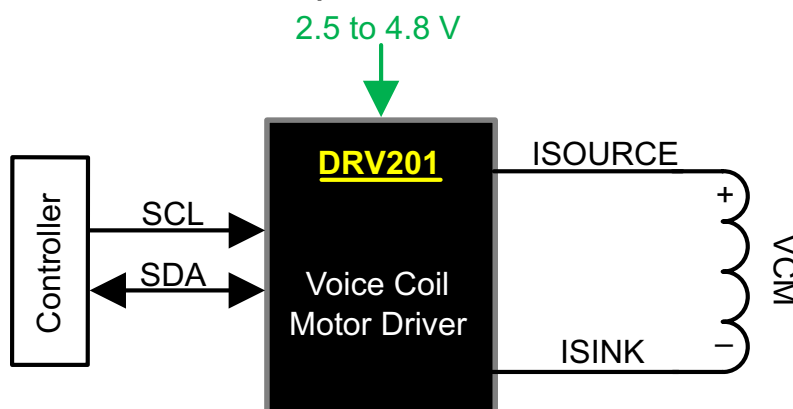 2.5 to 4.8 V
DRV201
ISOURCE
+
Controller
SCL
SDA
Voice Coil
Motor Driver
VCM
ISINK
–